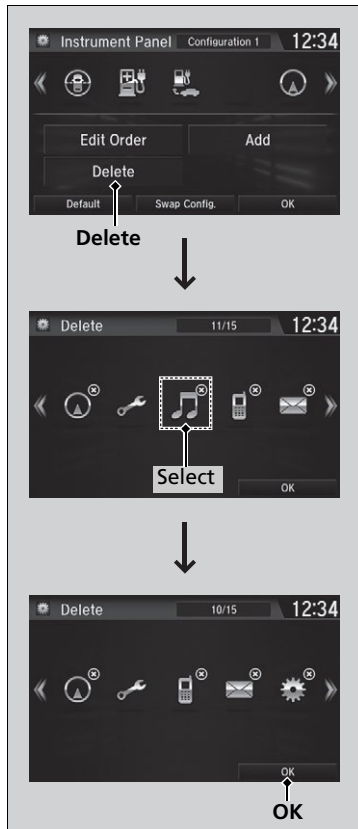 Instrument Panel Configuration 1 12:34
Edit Order Add
Delete
Default Swap Config. OK
Delete
Delete 11/15 12:34
Select
OK
Delete 10/15 12:34
OK
OK